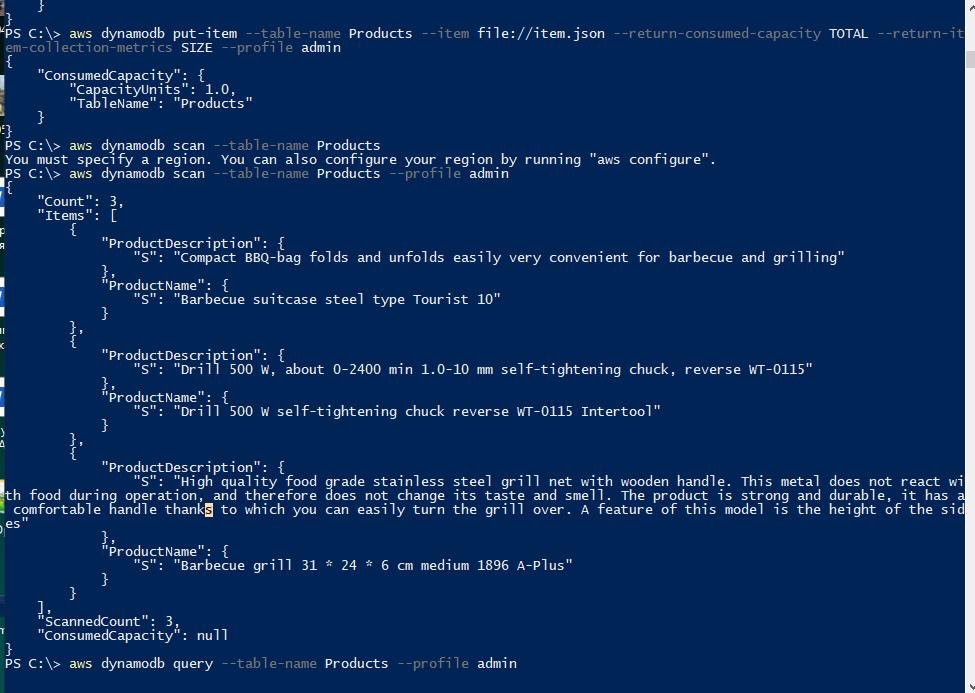 }
}
PS C:\> aws dynamodb put-item --table-name Products --item file://item.json --return-consumed-capacity TOTAL --return-it
em-collection-metrics SIZE --profile admin
{
    "ConsumedCapacity": {
        "CapacityUnits": 1.0,
        "TableName": "Products"
    }
}
PS C:\> aws dynamodb scan --table-name Products
You must specify a region. You can also configure your region by running "aws configure".
PS C:\> aws dynamodb scan --table-name Products --profile admin
{
    "Count": 3,
    "Items": [
        {
            "ProductDescription": {
                "S": "Compact BBQ-bag folds and unfolds easily very convenient for barbecue and grilling"
            },
            "ProductName": {
                "S": "Barbecue suitcase steel type Tourist 10"
            }
        },
        {
            "ProductDescription": {
                "S": "Drill 500 W, about 0-2400 min 1.0-10 mm self-tightening chuck, reverse WT-0115"
            },
            "ProductName": {
                "S": "Drill 500 W self-tightening chuck reverse WT-0115 Intertool"
            }
        },
        {
            "ProductDescription": {
                "S": "High quality food grade stainless steel grill net with wooden handle. This metal does not react wi
th food during operation, and therefore does not change its taste and smell. The product is strong and durable, it has a
 comfortable handle thanks to which you can easily turn the grill over. A feature of this model is the height of the sid
es"
            },
            "ProductName": {
                "S": "Barbecue grill 31 * 24 * 6 cm medium 1896 A-Plus"
            }
        }
    ],
    "ScannedCount": 3,
    "ConsumedCapacity": null
}
PS C:\> aws dynamodb query --table-name Products --profile admin